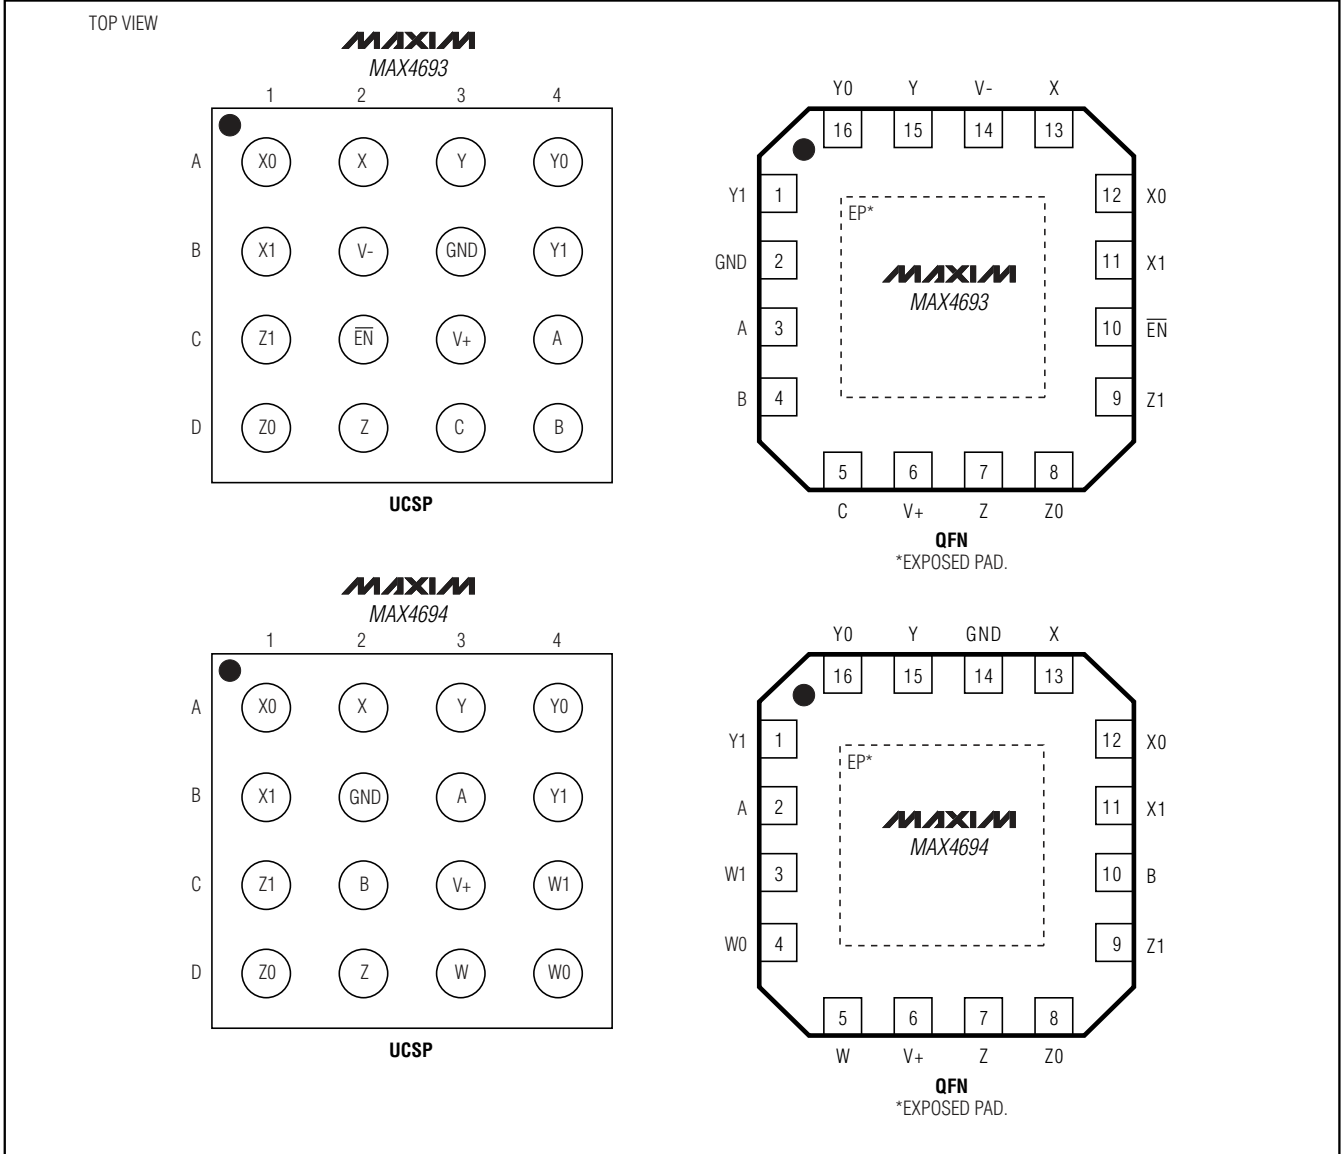 TOP VIEW
MAXIM
MAX4693
1 2 3 4
A X0 X Y Y0
B X1 V- GND Y1
C Z1 E̅N̅ V+ A
D Z0 Z C B
UCSP
Y0 Y V- X
16 15 14 13
Y1 1 12 X0
EP*
GND 2 11 X1
MAXIM
MAX4693
A 3 10 E̅N̅
B 4 9 Z1
5 6 7 8
C V+ Z Z0
QFN
*EXPOSED PAD.
MAXIM
MAX4694
1 2 3 4
A X0 X Y Y0
B X1 GND A Y1
C Z1 B V+ W1
D Z0 Z W W0
UCSP
Y0 Y GND X
16 15 14 13
Y1 1 12 X0
EP*
A 2 11 X1
MAXIM
MAX4694
W1 3 10 B
W0 4 9 Z1
5 6 7 8
W V+ Z Z0
QFN
*EXPOSED PAD.